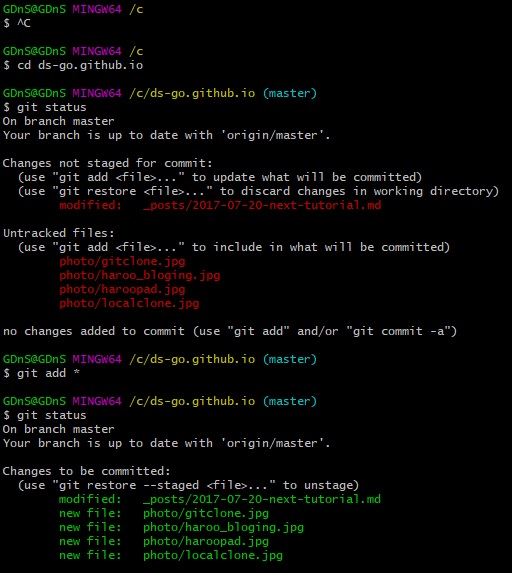 GDnS@GDnS MINGW64 /c
$ ^C
GDnS@GDnS MINGW64 /c
$ cd ds-go.github.io
GDnS@GDnS MINGW64 /c/ds-go.github.io (master)
$ git status
On branch master
Your branch is up to date with 'origin/master'.
Changes not staged for commit:
  (use "git add <file>..." to update what will be committed)
  (use "git restore <file>..." to discard changes in working directory)
        modified:   _posts/2017-07-20-next-tutorial.md
Untracked files:
  (use "git add <file>..." to include in what will be committed)
        photo/gitclone.jpg
        photo/haroo_bloging.jpg
        photo/haroopad.jpg
        photo/localclone.jpg
no changes added to commit (use "git add" and/or "git commit -a")
GDnS@GDnS MINGW64 /c/ds-go.github.io (master)
$ git add *
GDnS@GDnS MINGW64 /c/ds-go.github.io (master)
$ git status
On branch master
Your branch is up to date with 'origin/master'.
Changes to be committed:
  (use "git restore --staged <file>..." to unstage)
        modified:   _posts/2017-07-20-next-tutorial.md
        new file:   photo/gitclone.jpg
        new file:   photo/haroo_bloging.jpg
        new file:   photo/haroopad.jpg
        new file:   photo/localclone.jpg